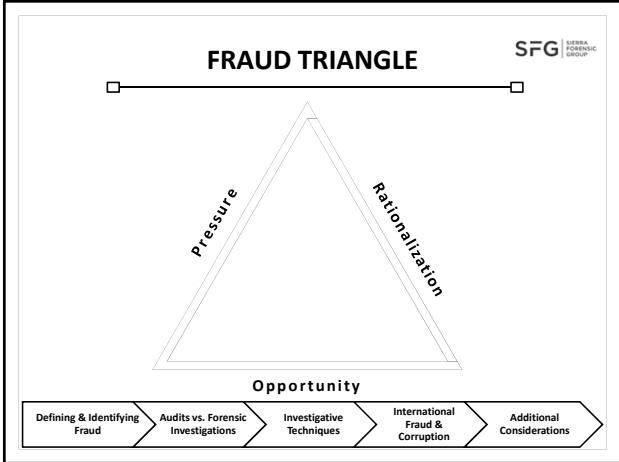 FRAUD TRIANGLE
SFG SIERRA
FORENSIC
GROUP
Pressure
Rationalization
Opportunity
Defining & Identifying
Fraud
Audits vs. Forensic
Investigations
Investigative
Techniques
International
Fraud &
Corruption
Additional
Considerations